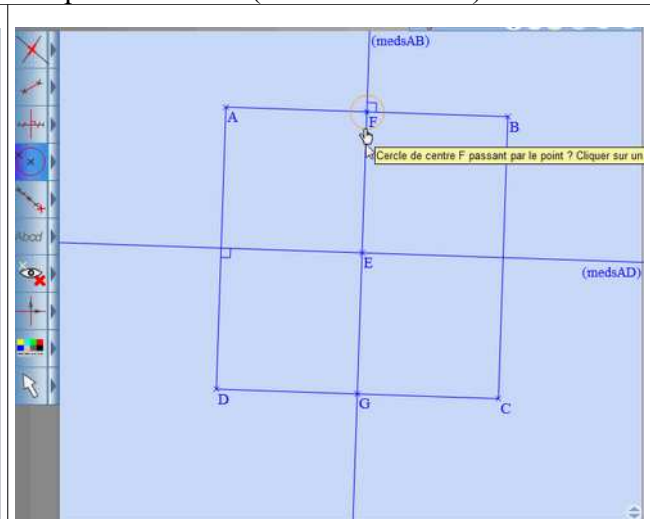 (medsAB)
A
F
B
Cercle de centre F passant par le point ? Cliquer sur un
E
(medsAD)
D
G
C
Abcd